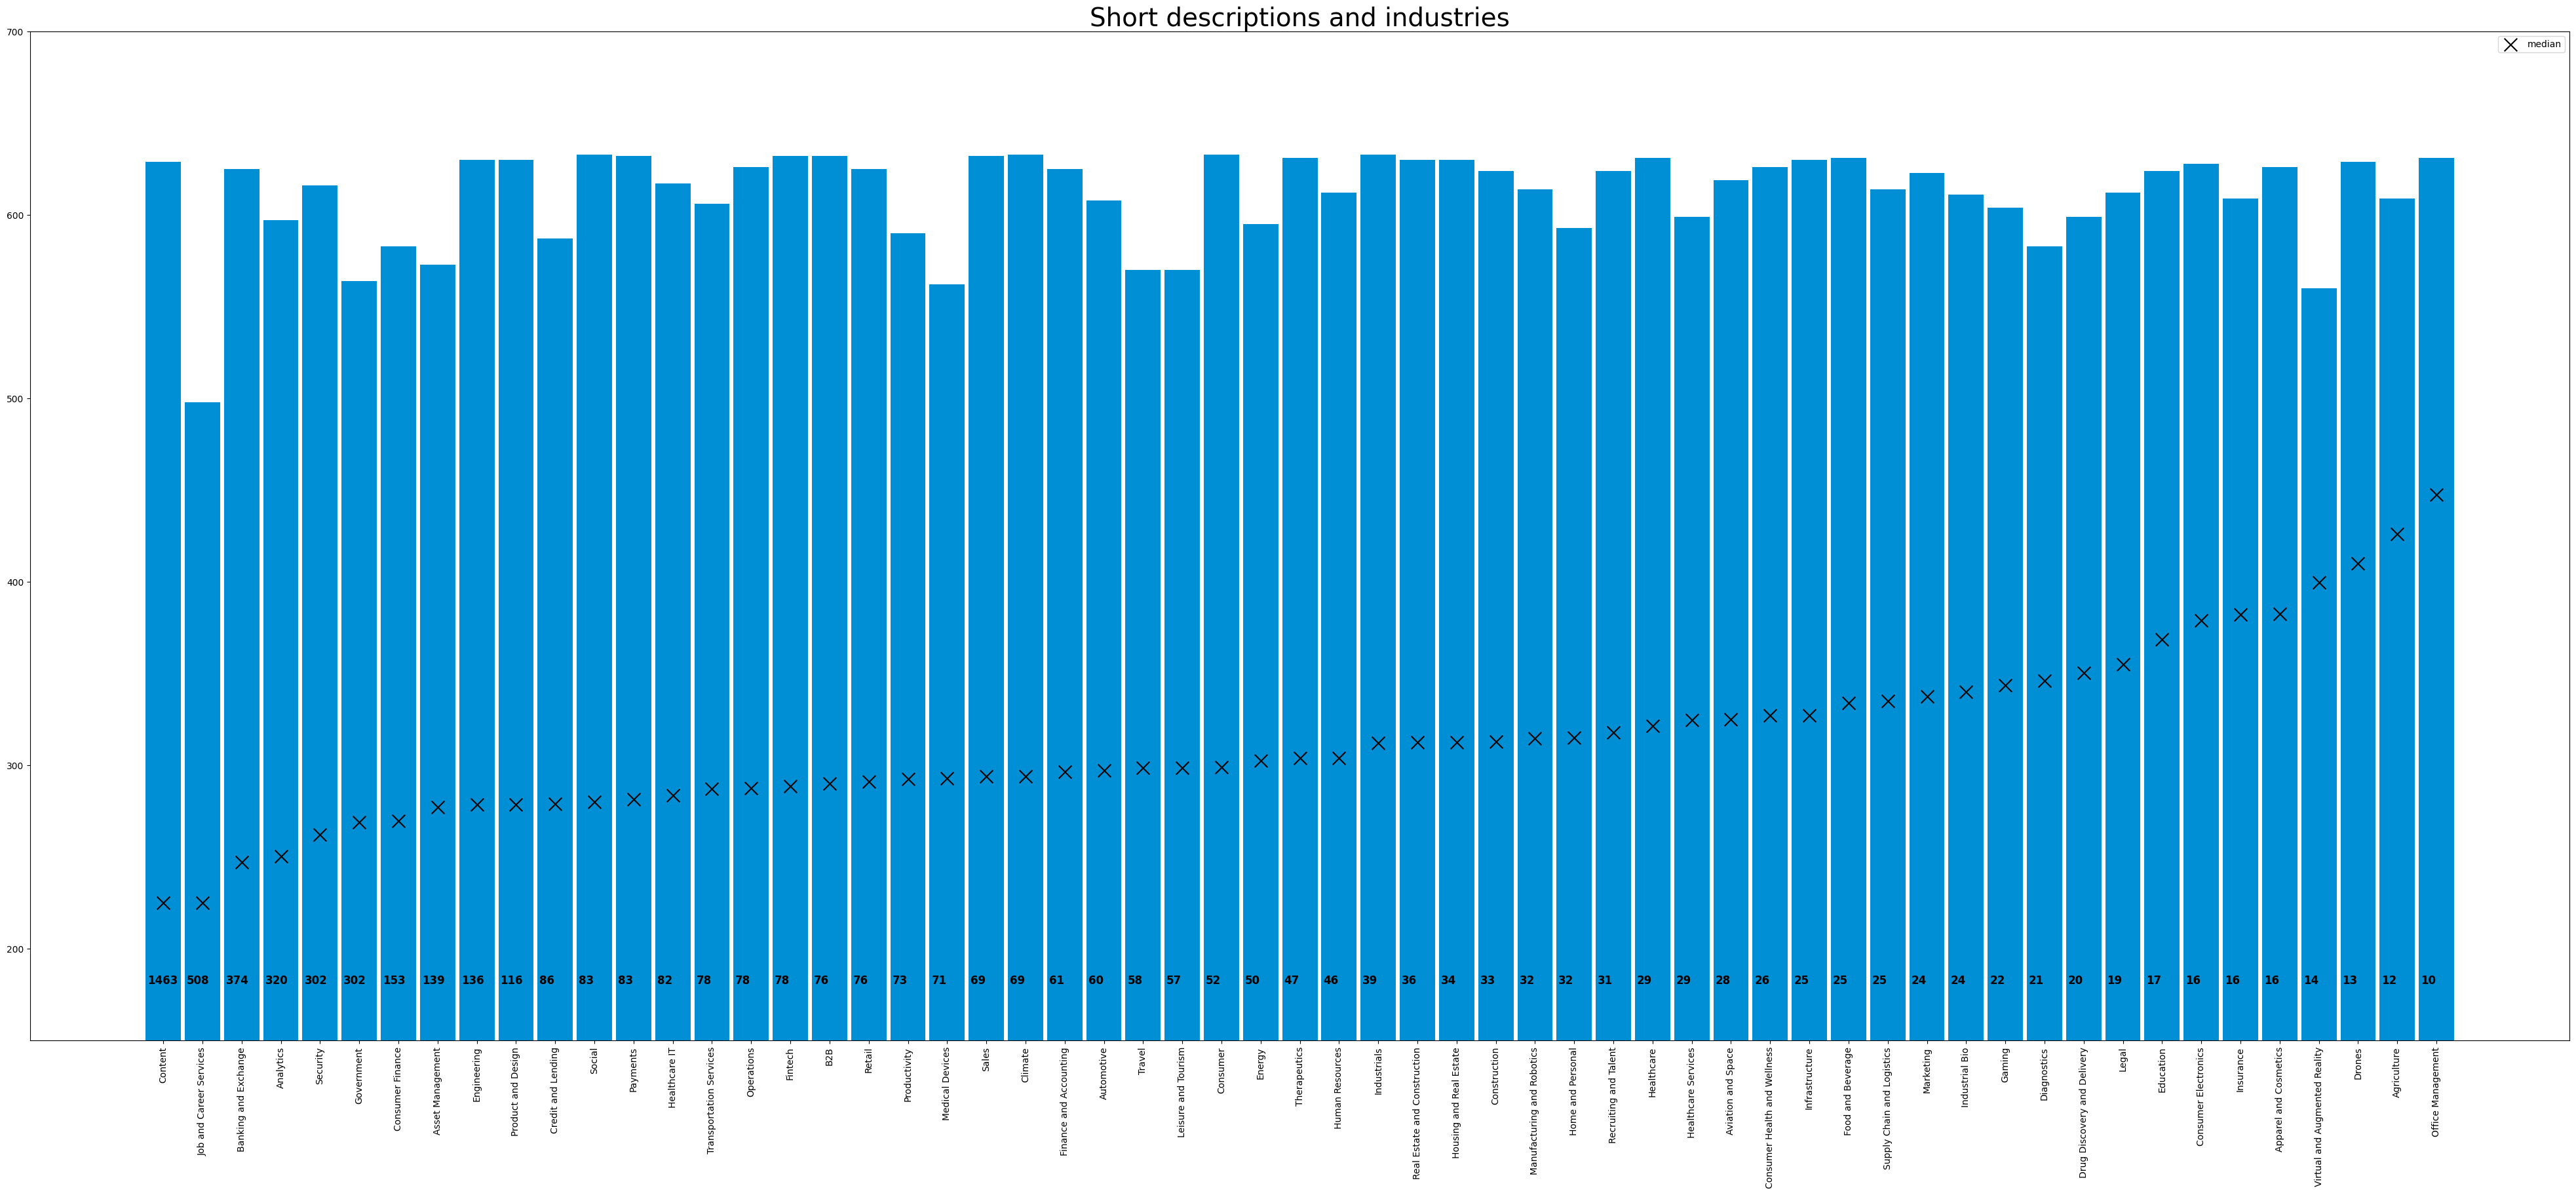 Short descriptions and industries
median
700
600
500
400
300
200
1463 508 374 320 302 302 153 139 136 116 86 83 83 82 78 78 78 76 76 73 71 69 69 61 60 58 57 52 50 47 46 39 36 34 33 32 32 31 29 29 28 26 25 25 25 24 24 22 21 20 19 17 16 16 16 14 13 12 10
Content
Job and Career Services
Banking and Exchange
Analytics
Security
Government
Consumer Finance
Asset Management
Engineering
Product and Design
Credit and Lending
Social
Payments
Healthcare IT
Transportation Services
Operations
Fintech
B2B
Retail
Productivity
Medical Devices
Sales
Climate
Finance and Accounting
Automotive
Travel
Leisure and Tourism
Consumer
Energy
Therapeutics
Human Resources
Industrials
Real Estate and Construction
Housing and Real Estate
Construction
Manufacturing and Robotics
Home and Personal
Recruiting and Talent
Healthcare
Healthcare Services
Aviation and Space
Consumer Health and Wellness
Infrastructure
Food and Beverage
Supply Chain and Logistics
Marketing
Industrial Bio
Gaming
Diagnostics
Drug Discovery and Delivery
Legal
Education
Consumer Electronics
Insurance
Apparel and Cosmetics
Virtual and Augmented Reality
Drones
Agriculture
Office Management